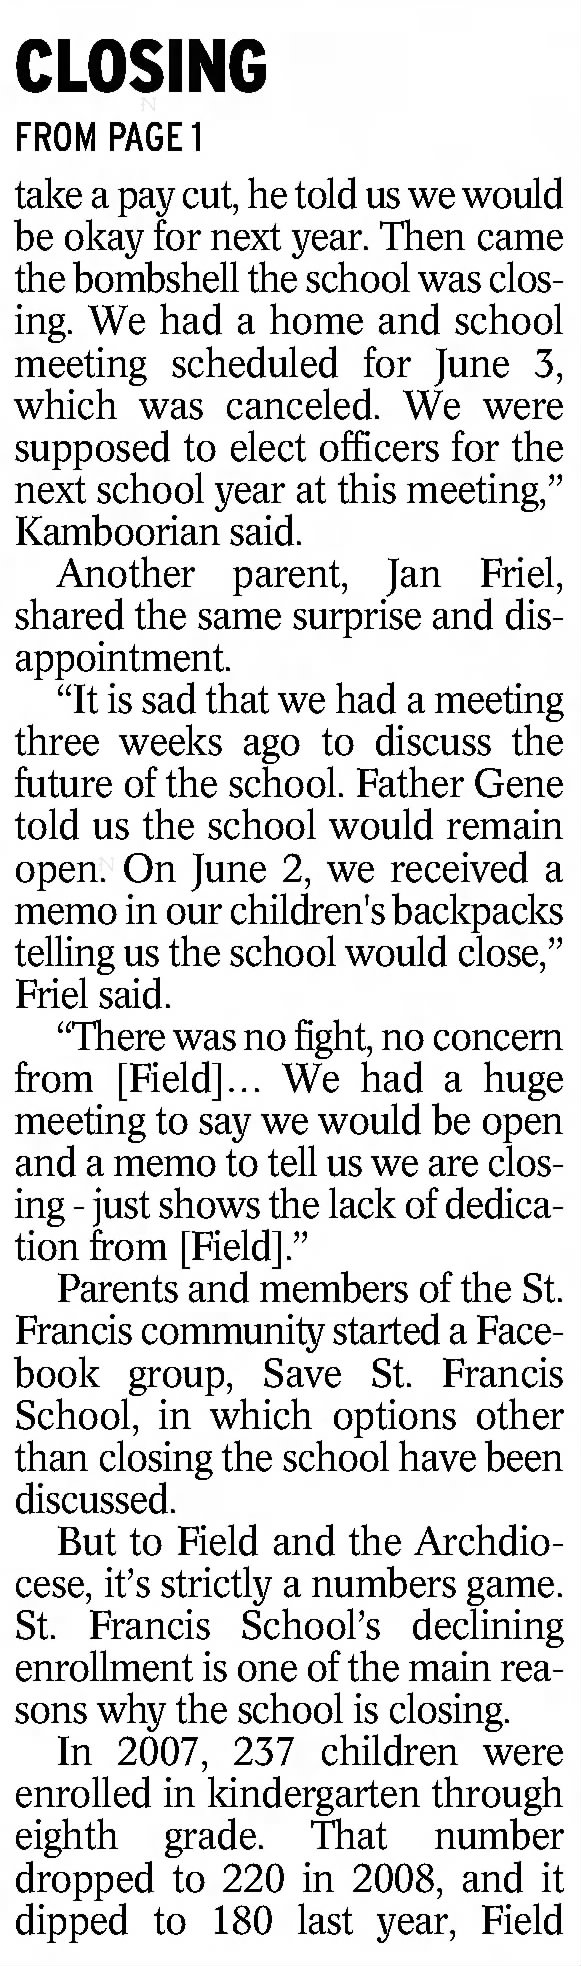 CLOSING
FROM PAGE 1
take a pay cut, he told us we would
be okay for next year. Then came
the bombshell the school was clos-
ing. We had a home and school
meeting scheduled for June 3,
which was canceled. We were
supposed to elect officers for the
next school year at this meeting,”
Kamboorian said.
Another parent, Jan Friel,
shared the same surprise and dis-
appointment.
“It is sad that we had a meeting
three weeks ago to discuss the
future of the school. Father Gene
told us the school would remain
open. On June 2, we received a
memo in our children's backpacks
telling us the school would close,”
Friel said.
“There was no fight, no concern
from [Field]... We had a huge
meeting to say we would be open
and a memo to tell us we are clos-
ing - just shows the lack of dedica-
tion from [Field].”
Parents and members of the St.
Francis community started a Face-
book group, Save St. Francis
School, in which options other
than closing the school have been
discussed.
But to Field and the Archdio-
cese, it’s strictly a numbers game.
St. Francis School’s declining
enrollment is one of the main rea-
sons why the school is closing.
In 2007, 237 children were
enrolled in kindergarten through
eighth grade. That number
dropped to 220 in 2008, and it
dipped to 180 last year, Field